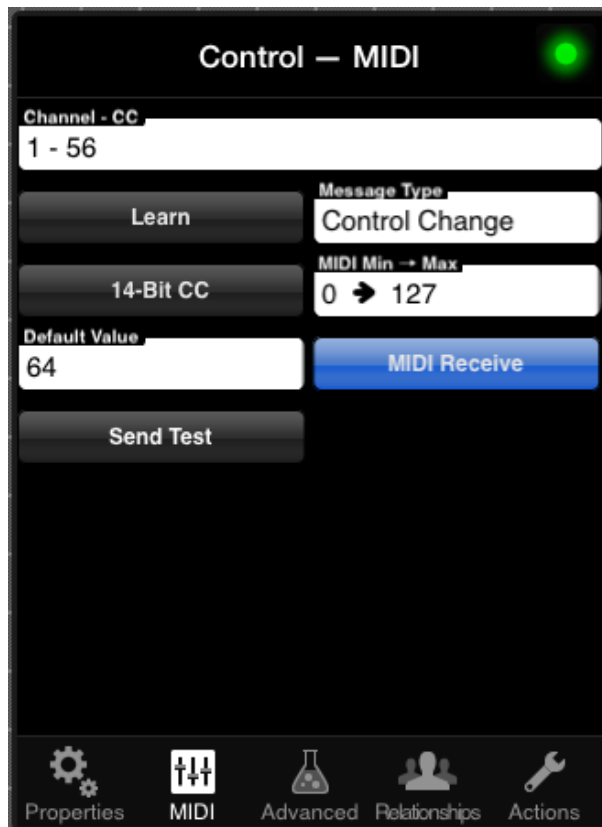 Control — MIDI
Channel - CC
1 - 56
Learn
Message Type
Control Change
14-Bit CC
MIDI Min → Max
0 ➔ 127
Default Value
64
MIDI Receive
Send Test
Properties MIDI Advanced Relationships Actions